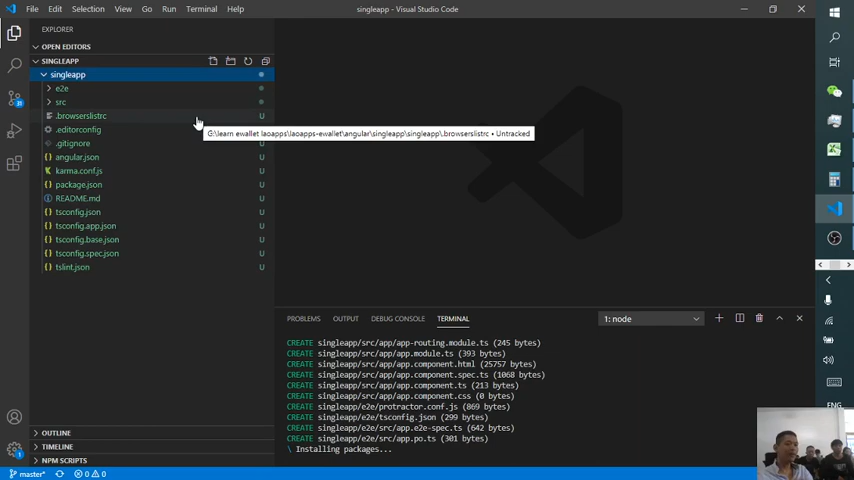 File Edit Selection View Go Run Terminal Help
singleapp - Visual Studio Code
EXPLORER
OPEN EDITORS
SINGLEAPP
singleapp
e2e
src
.browserslistrc U
G:\learn ewallet laoapps\laoapps-ewallet\angular\singleapp\singleapp\.browserslistrc • Untracked
.editorconfig
.gitignore U
angular.json U
karma.conf.js U
package.json U
README.md U
tsconfig.json U
tsconfig.app.json U
tsconfig.base.json U
tsconfig.spec.json U
tslint.json U
PROBLEMS OUTPUT DEBUG CONSOLE TERMINAL
1: node
CREATE singleapp/src/app/app-routing.module.ts (245 bytes)
CREATE singleapp/src/app/app.module.ts (393 bytes)
CREATE singleapp/src/app/app.component.html (25757 bytes)
CREATE singleapp/src/app/app.component.spec.ts (1068 bytes)
CREATE singleapp/src/app/app.component.ts (213 bytes)
CREATE singleapp/src/app/app.component.css (0 bytes)
CREATE singleapp/e2e/protractor.conf.js (869 bytes)
CREATE singleapp/e2e/tsconfig.json (299 bytes)
CREATE singleapp/e2e/src/app.e2e-spec.ts (642 bytes)
CREATE singleapp/e2e/src/app.po.ts (301 bytes)
\ Installing packages...
OUTLINE
TIMELINE
NPM SCRIPTS
1
master*
0 0
ENG